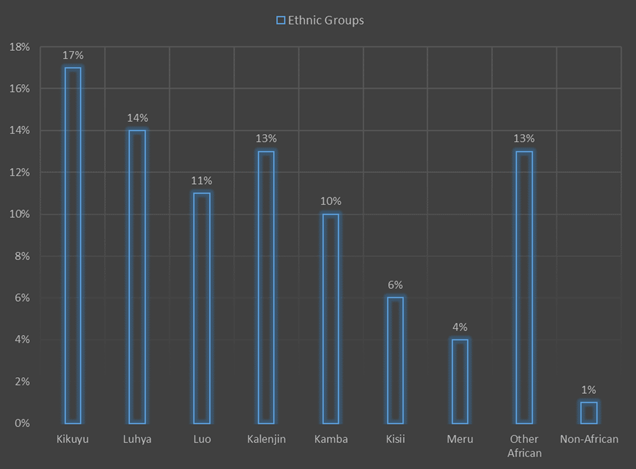 Ethnic Groups
18%
16%
14%
12%
10%
8%
6%
4%
2%
0%
17%
14%
11%
13%
10%
6%
4%
13%
1%
Kikuyu
Luhya
Luo
Kalenjin
Kamba
Kisii
Meru
Other
African
Non-African